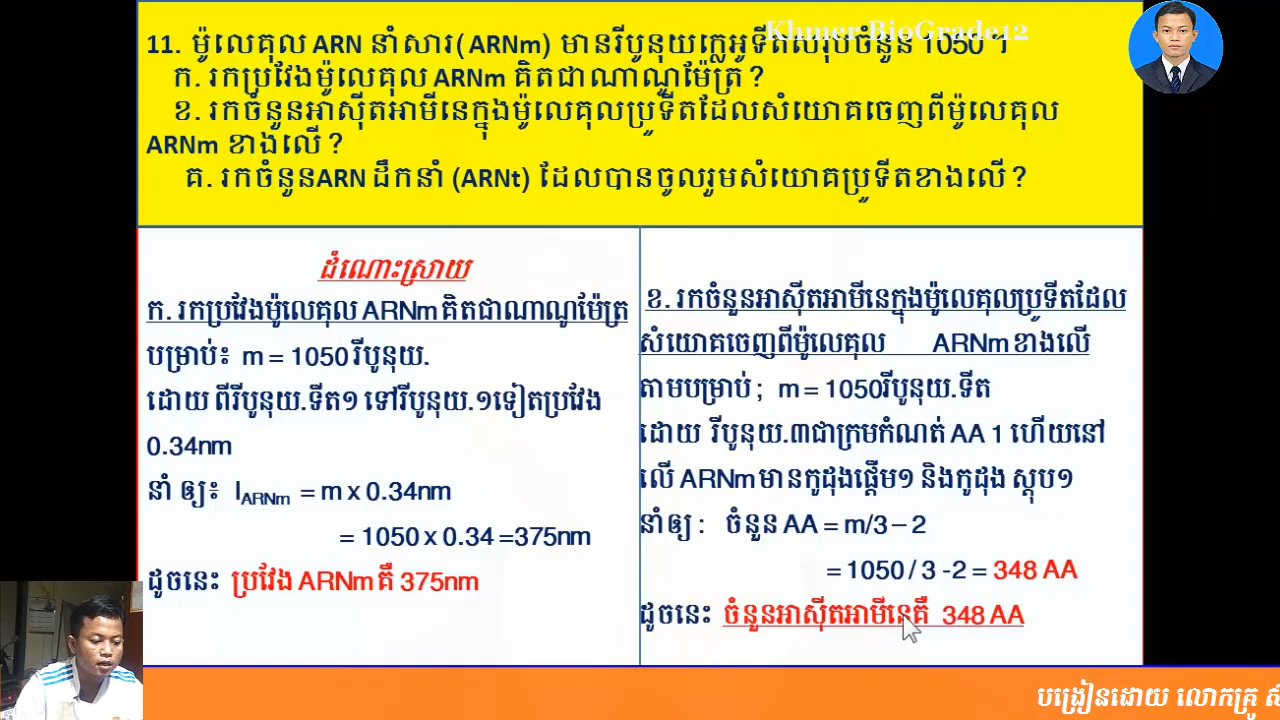 KhmerBioGrade12
11. ម៉ូលេគុល ARN នាំសារ(ARNm) មានរីបូនុយក្លេអូទីតសរុបចំនួន 1050 ។
ក. រកប្រវែងម៉ូលេគុល ARNm គិតជាណាណូម៉ែត្រ?
ខ. រកចំនួនអាស៊ីតអាមីនេក្នុងម៉ូលេគុលប្រូទីតដែលសំយោគចេញពីម៉ូលេគុល
ARNm ខាងលើ?
គ. រកចំនួនARN ដឹកនាំ (ARNt) ដែលបានចូលរួមសំយោគប្រូទីតខាងលើ?
ដំណោះស្រាយ
ក. រកប្រវែងម៉ូលេគុល ARNm គិតជាណាណូម៉ែត្រ
បម្រាប់៖ m = 1050 រីបូនុយ.
ដោយ ពីរីបូនុយ.ទីត១ ទៅរីបូនុយ.១ទៀតប្រវែង
0.34nm
នាំ ឲ្យ៖ lARNm = m x 0.34nm
= 1050 x 0.34 =375nm
ដូចនេះ ប្រវែង ARNm គឺ 375nm
ខ. រកចំនួនអាស៊ីតអាមីនេក្នុងម៉ូលេគុលប្រូទីតដែល
សំយោគចេញពីម៉ូលេគុល ARNm ខាងលើ
តាមបម្រាប់ ; m = 1050រីបូនុយ.ទីត
ដោយ រីបូនុយ.៣ជាក្រមកំណត់ AA 1 ហើយនៅ
លើ ARNm មានកូដុងផ្តើម១ និងកូដុង ស្តុប១
នាំឲ្យ : ចំនួន AA = m/3 – 2
= 1050 / 3 -2 = 348 AA
ដូចនេះ ចំនួនអាស៊ីតអាមីនេគឺ 348 AA
បង្រៀនដោយ លោកគ្រូ